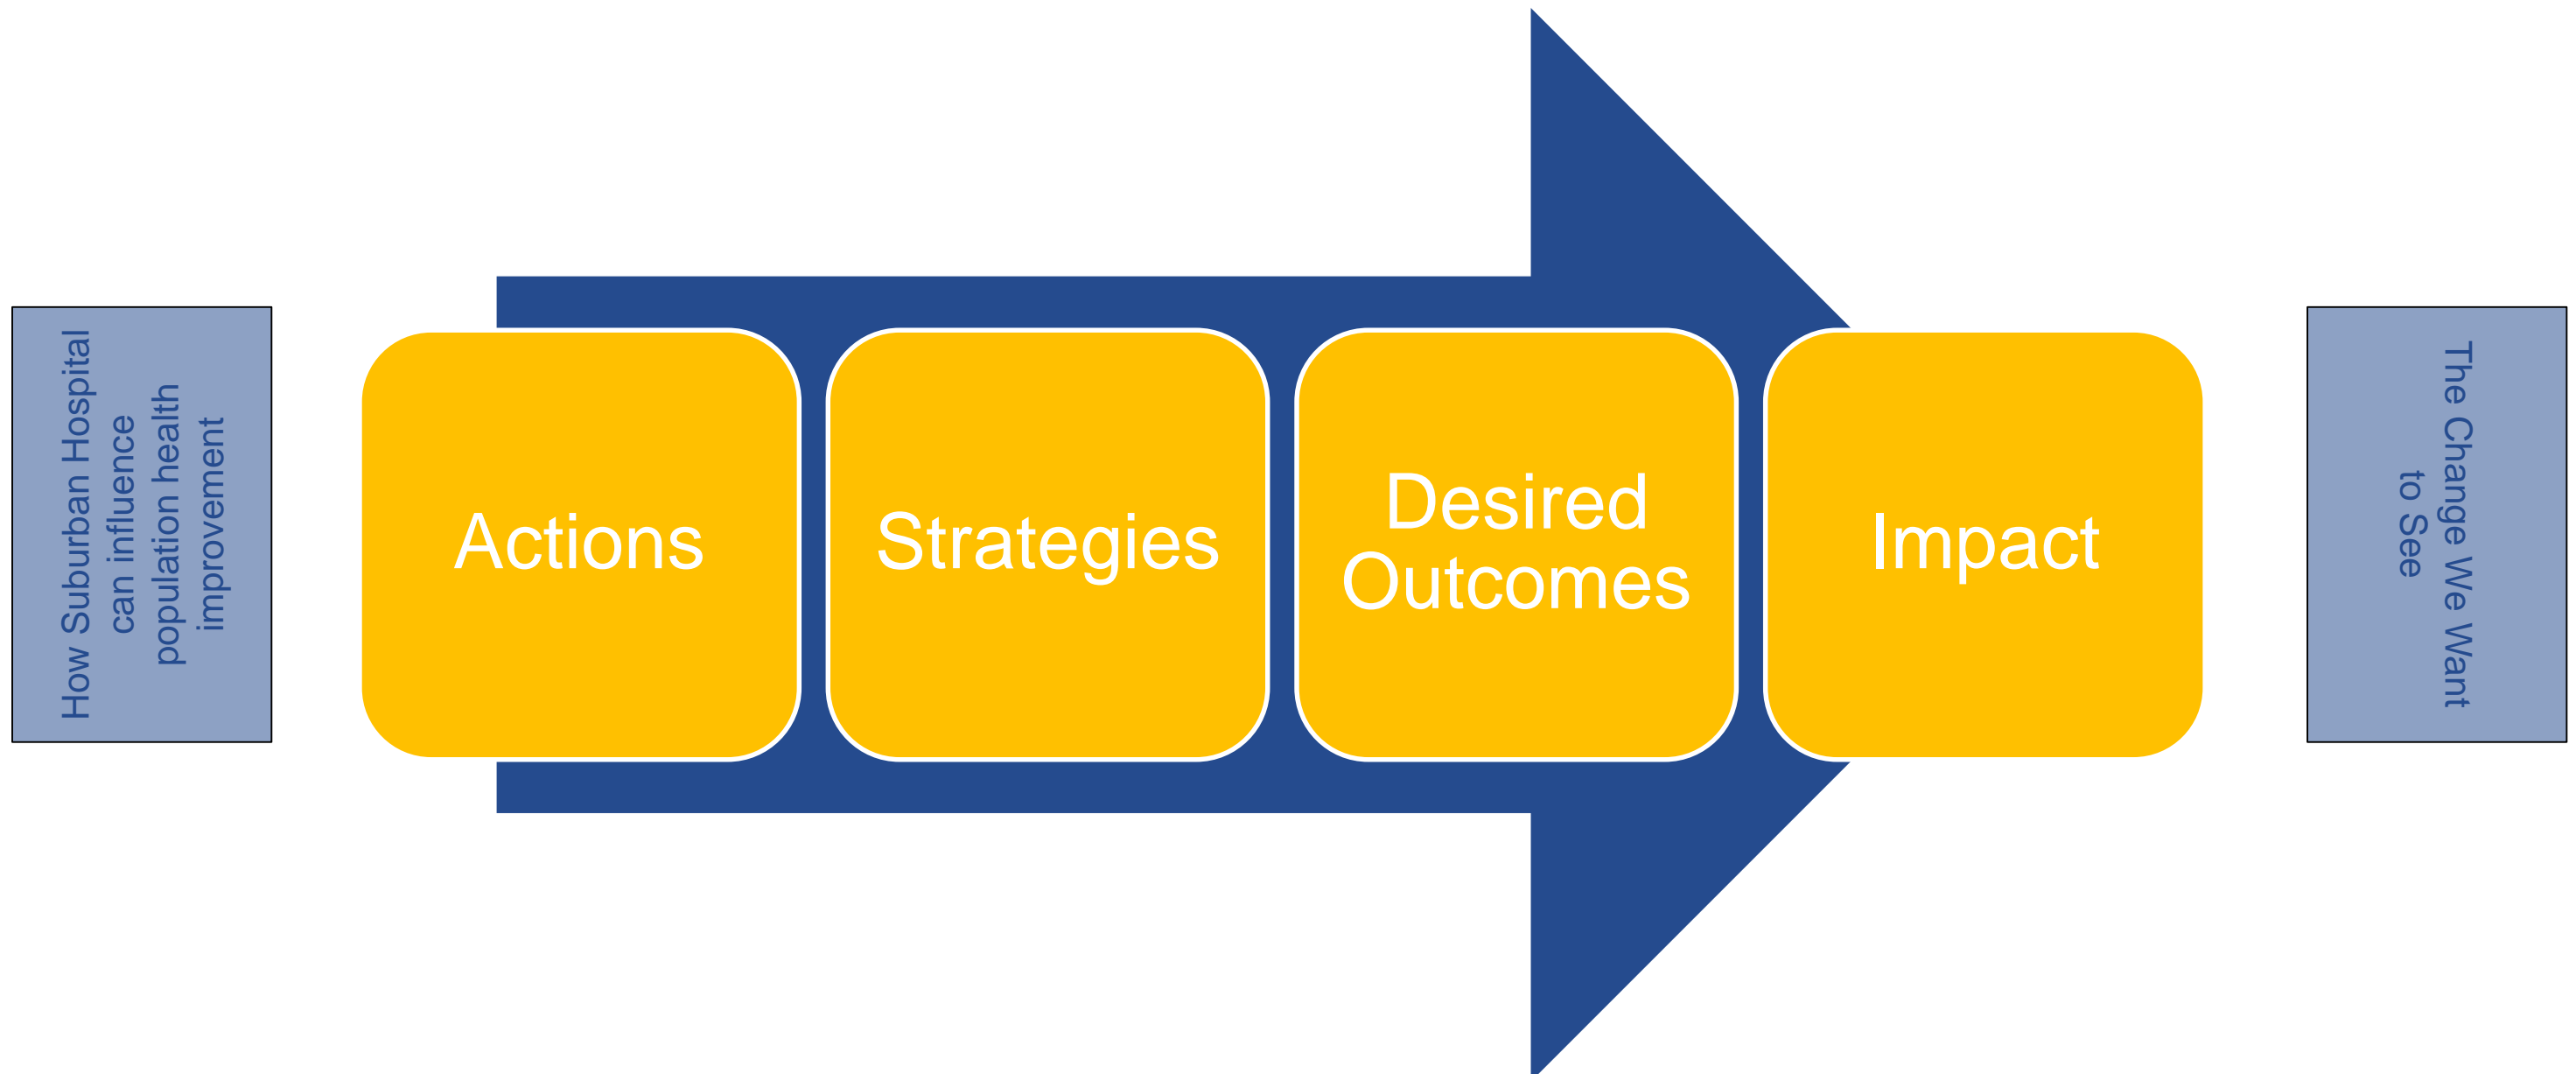 How Suburban Hospital
can influence
population health
improvement
Actions
Strategies
Desired
Outcomes
Impact
The Change We Want
to See